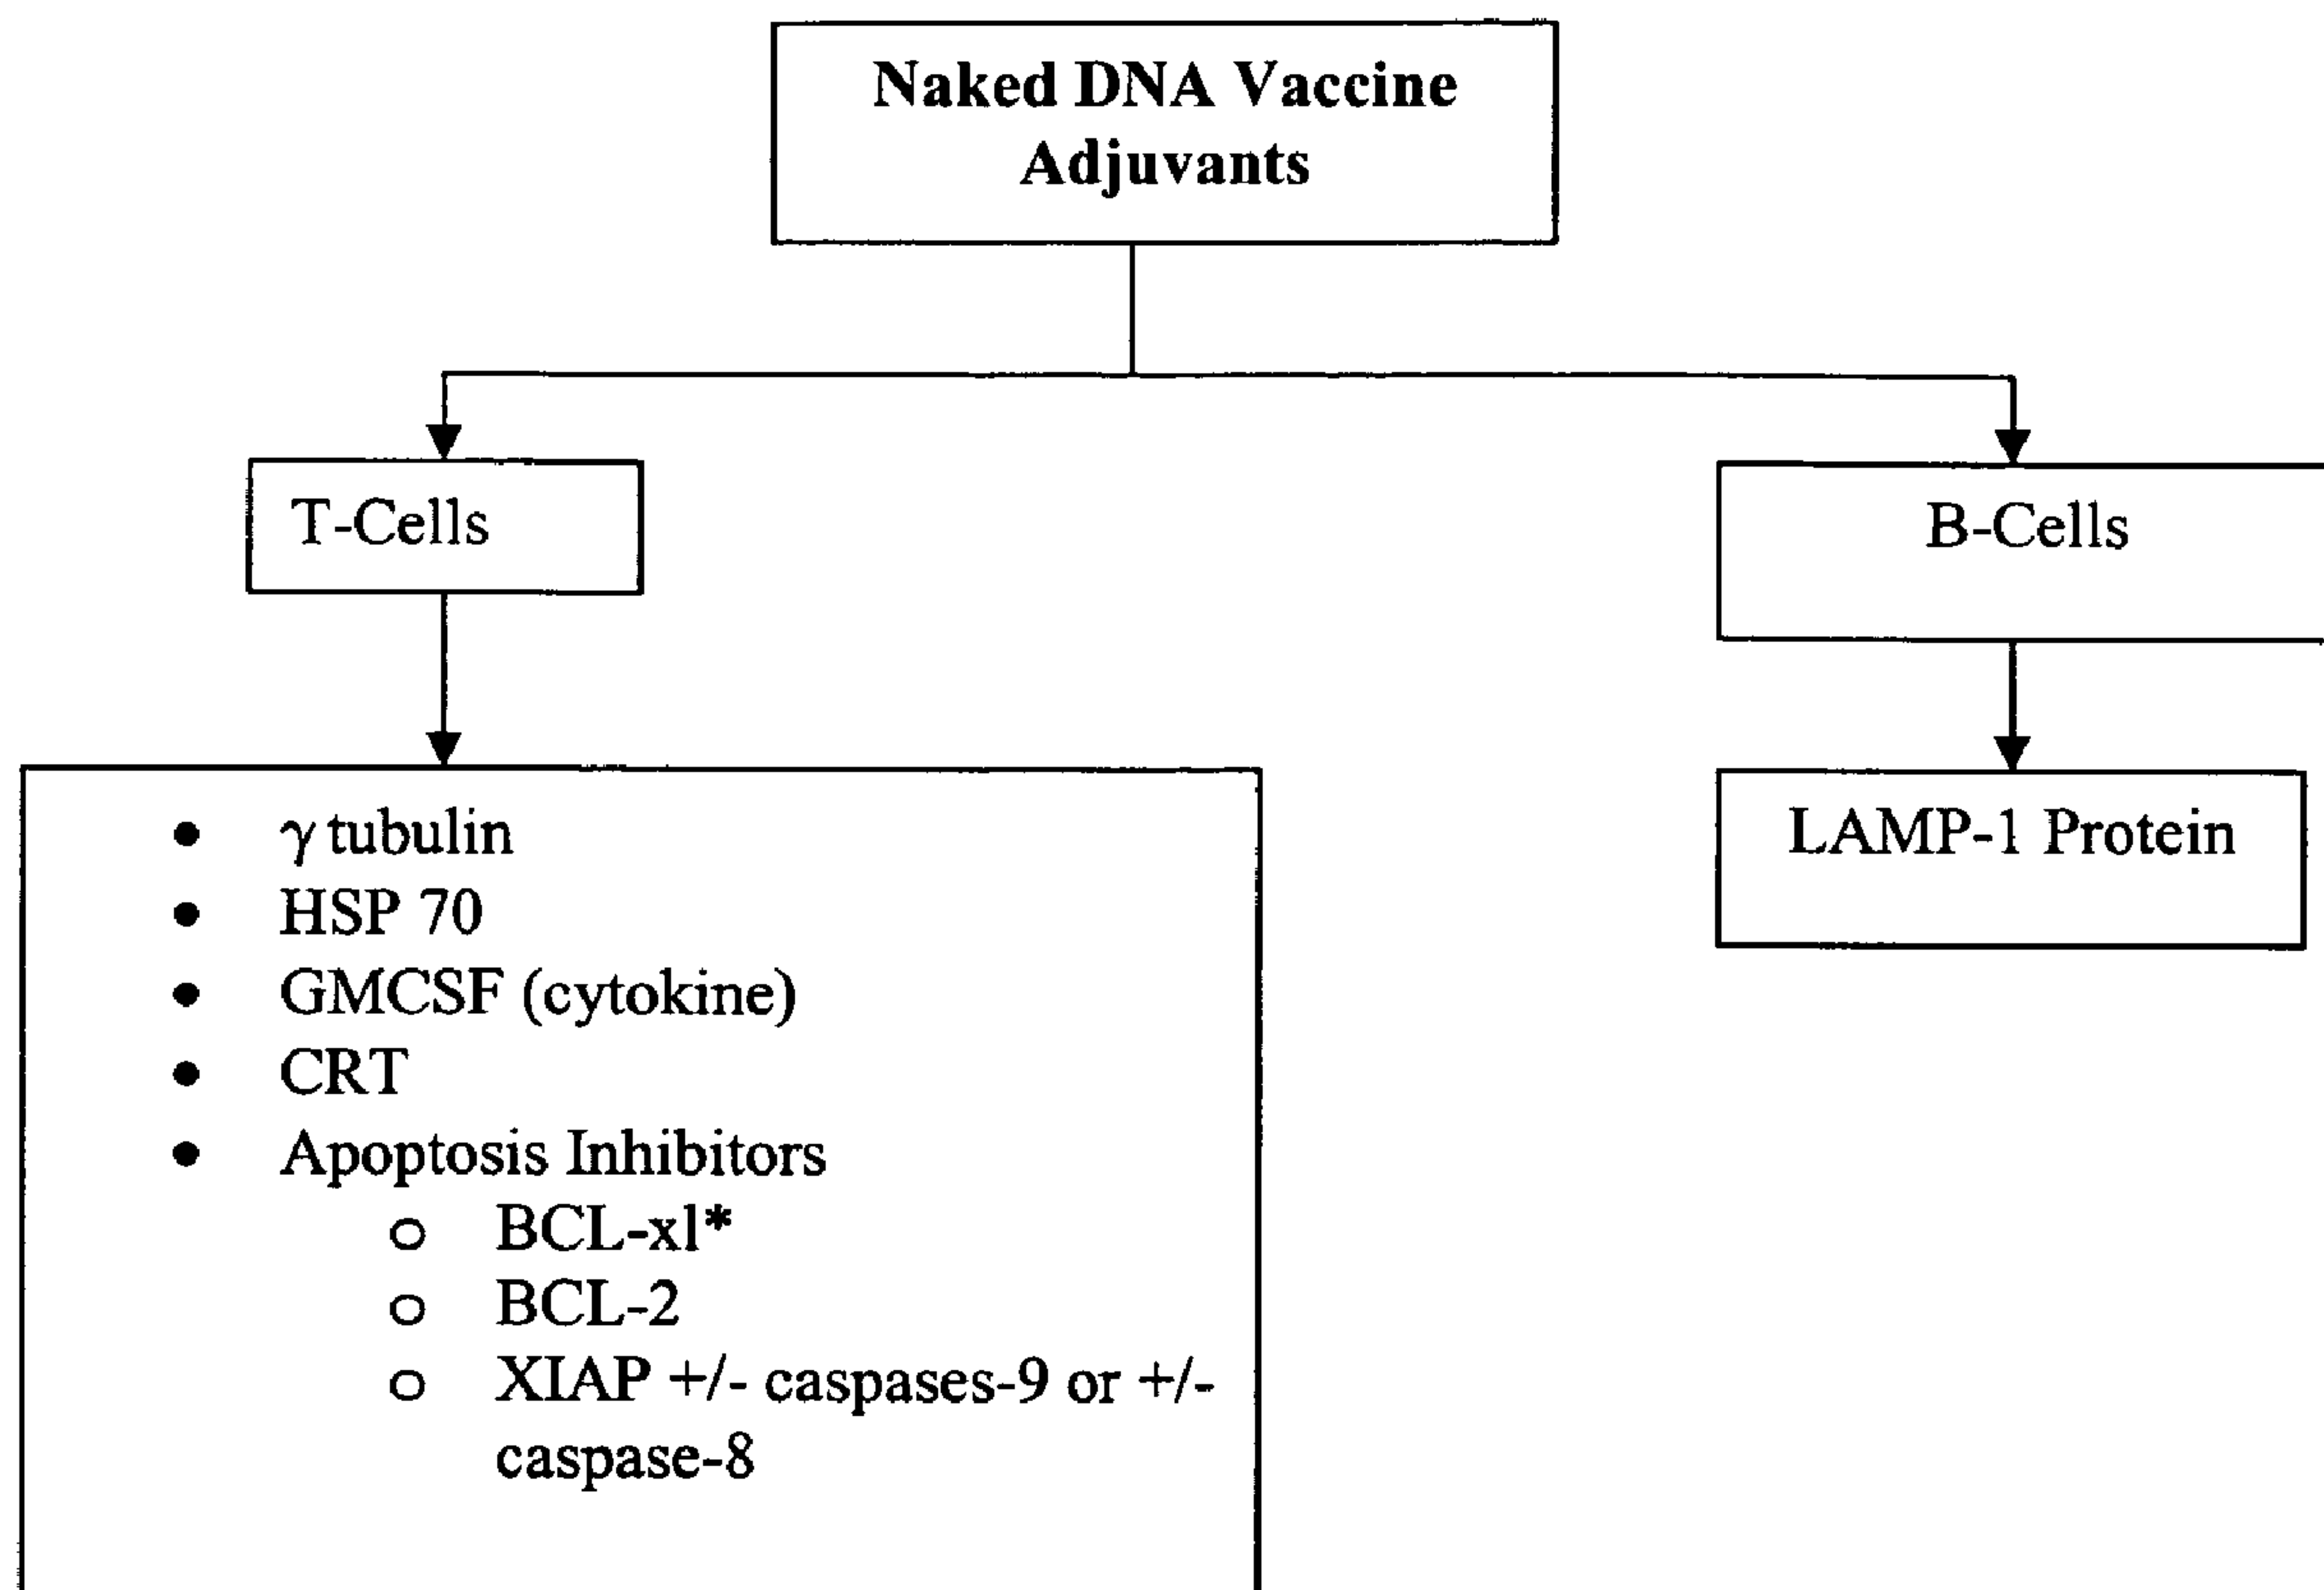 Naked DNA Vaccine
Adjuvants
T-Cells
B-Cells
● γ tubulin
● HSP 70
● GMCSF (cytokine)
● CRT
● Apoptosis Inhibitors
○ BCL-xl*
○ BCL-2
○ XIAP +/- caspases-9 or +/-
caspase-8
LAMP-1 Protein